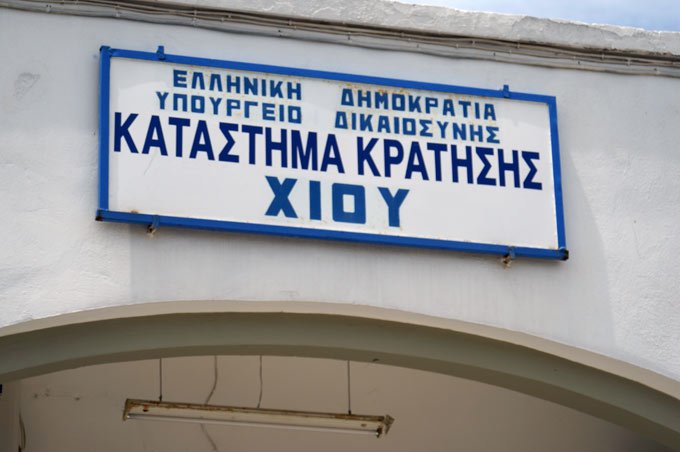 ΕΛΛΗΝΙΚΗ ΔΗΜΟΚΡΑΤΙΑ
ΥΠΟΥΡΓΕΙΟ ΔΙΚΑΙΟΣΥΝΗΣ
ΚΑΤΑΣΤΗΜΑ ΚΡΑΤΗΣΗΣ
ΧΙΟΥ